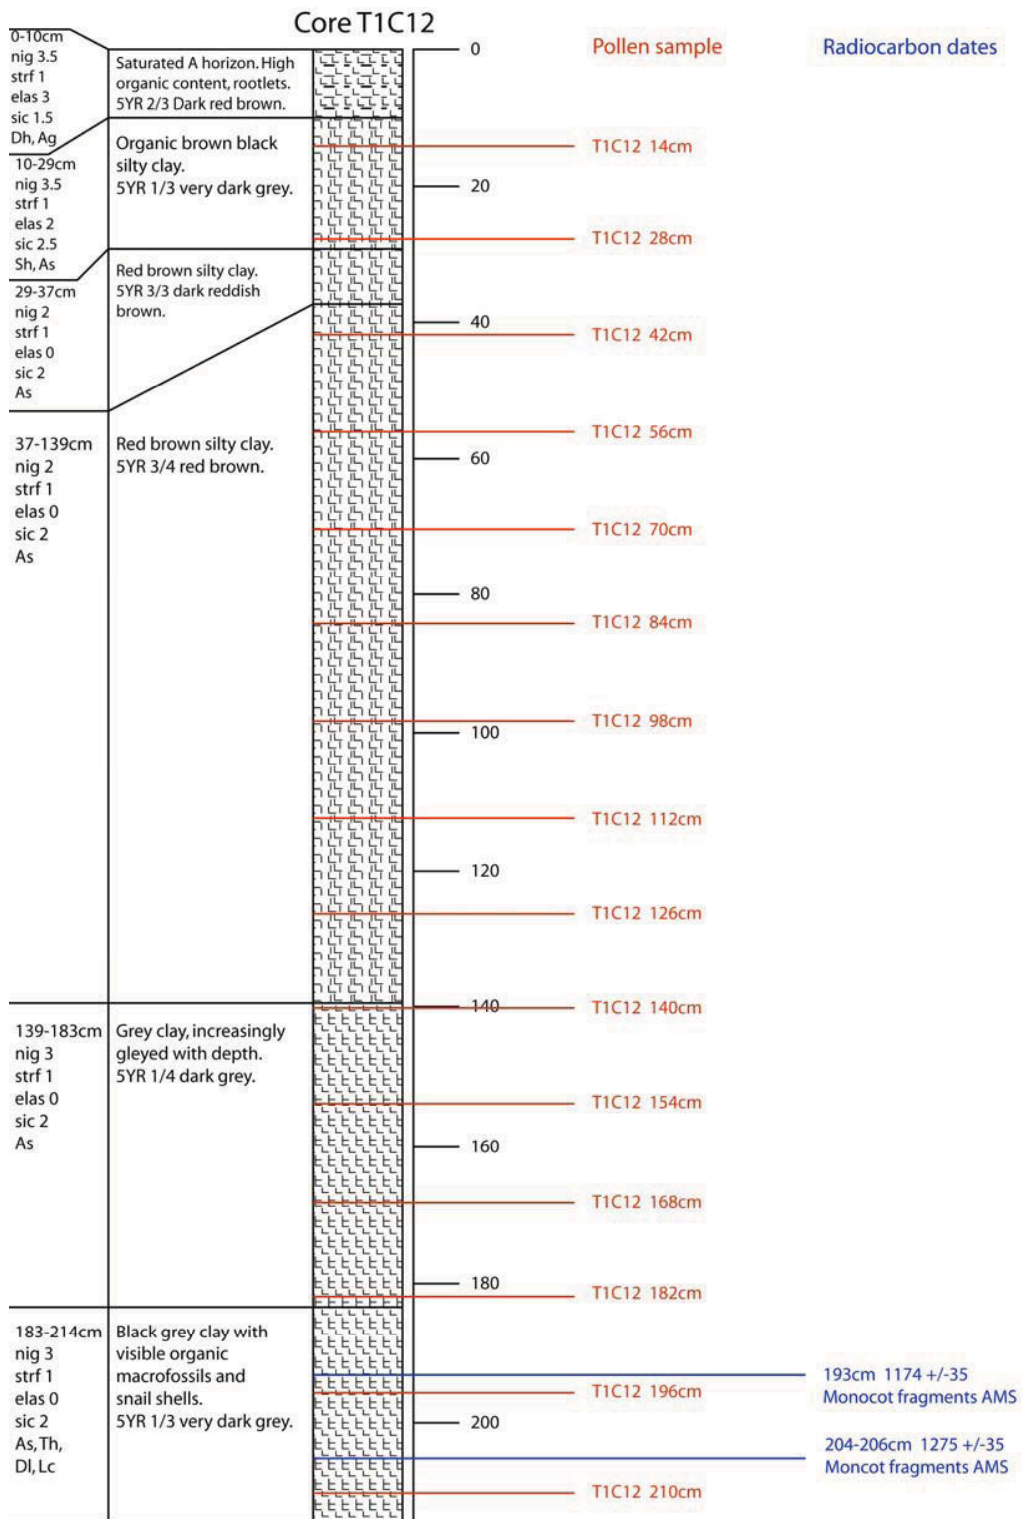 Core T1C12
0-10cm
nig 3.5
strf 1
elas 3
sic 1.5
Dh, Ag
Saturated A horizon. High
organic content, rootlets.
5YR 2/3 Dark red brown.
10-29cm
nig 3.5
strf 1
elas 2
sic 2.5
Sh, As
Organic brown black
silty clay.
5YR 1/3 very dark grey.
29-37cm
nig 2
strf 1
elas 0
sic 2
As
Red brown silty clay.
5YR 3/3 dark reddish
brown.
37-139cm
nig 2
strf 1
elas 0
sic 2
As
Red brown silty clay.
5YR 3/4 red brown.
139-183cm
nig 3
strf 1
elas 0
sic 2
As
Grey clay, increasingly
gleyed with depth.
5YR 1/4 dark grey.
183-214cm
nig 3
strf 1
elas 0
sic 2
As, Th,
Dl, Lc
Black grey clay with
visible organic
macrofossils and
snail shells.
5YR 1/3 very dark grey.
0
20
40
60
80
100
120
140
160
180
200
Pollen sample
T1C12 14cm
T1C12 28cm
T1C12 42cm
T1C12 56cm
T1C12 70cm
T1C12 84cm
T1C12 98cm
T1C12 112cm
T1C12 126cm
T1C12 140cm
T1C12 154cm
T1C12 168cm
T1C12 182cm
T1C12 196cm
T1C12 210cm
Radiocarbon dates
193cm 1174 +/-35
Monocot fragments AMS
204-206cm 1275 +/-35
Moncot fragments AMS